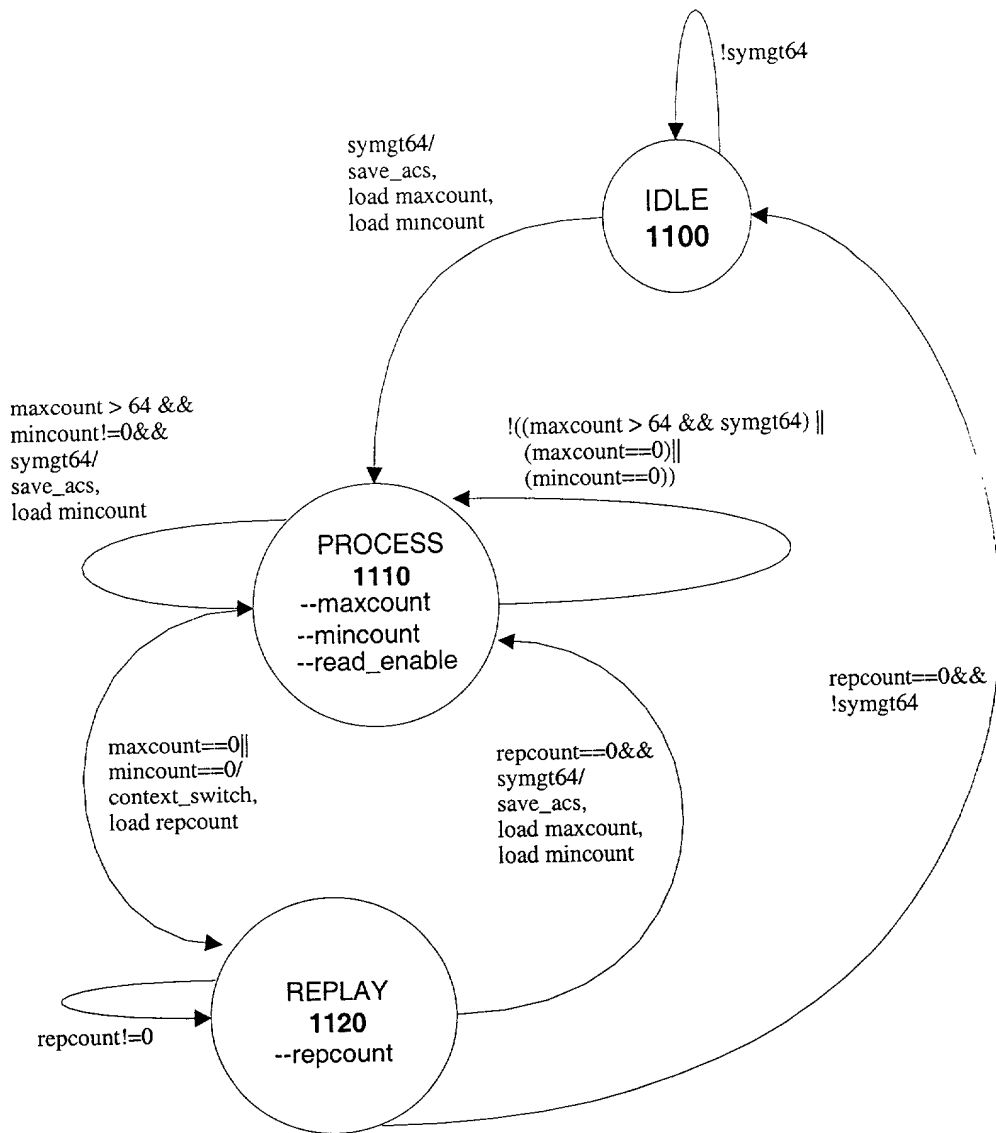 !symgt64
symgt64/
save_acs,
load maxcount,
load mincount
IDLE
1100
maxcount > 64 &&
mincount!=0&&
symgt64/
save_acs,
load mincount
!((maxcount > 64 && symgt64) ||
(maxcount==0)||
(mincount==0))
PROCESS
1110
--maxcount
--mincount
--read_enable
maxcount==0||
mincount==0/
context_switch,
load repcount
repcount==0&&
symgt64/
save_acs,
load maxcount,
load mincount
repcount==0&&
!symgt64
REPLAY
1120
--repcount
repcount!=0